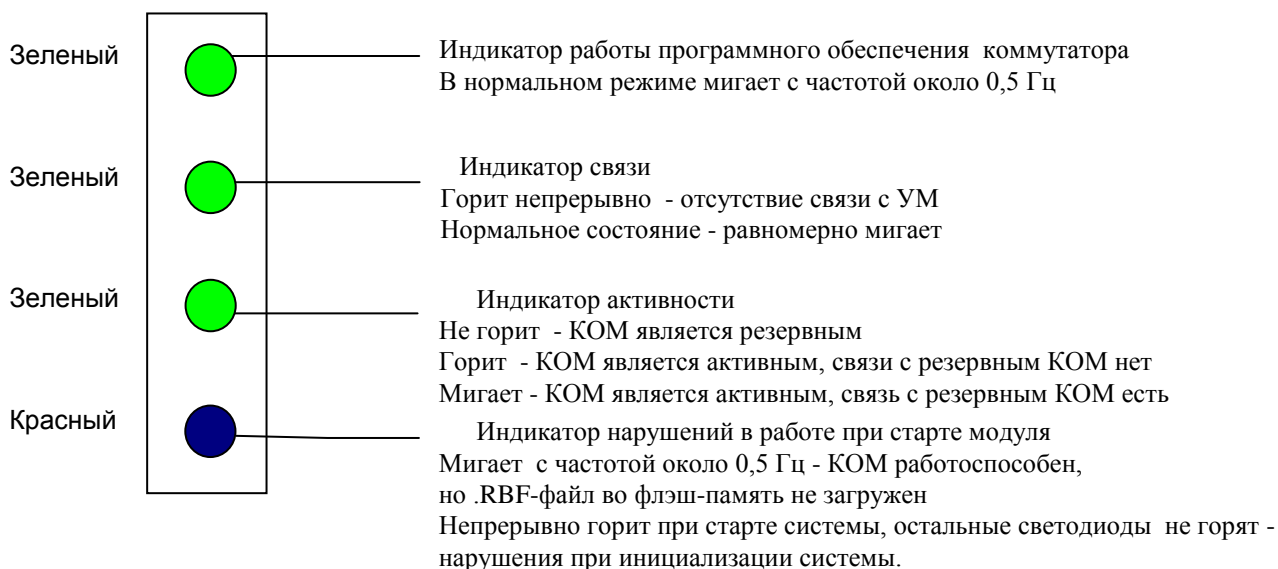 Зеленый
Индикатор работы программного обеспечения коммутатора
В нормальном режиме мигает с частотой около 0,5 Гц
Зеленый
Индикатор связи
Горит непрерывно - отсутствие связи с УМ
Нормальное состояние - равномерно мигает
Зеленый
Индикатор активности
Не горит - КОМ является резервным
Горит - КОМ является активным, связи с резервным КОМ нет
Мигает - КОМ является активным, связь с резервным КОМ есть
Красный
Индикатор нарушений в работе при старте модуля
Мигает с частотой около 0,5 Гц - КОМ работоспособен,
но .RBF-файл во флэш-память не загружен
Непрерывно горит при старте системы, остальные светодиоды не горят -
нарушения при инициализации системы.